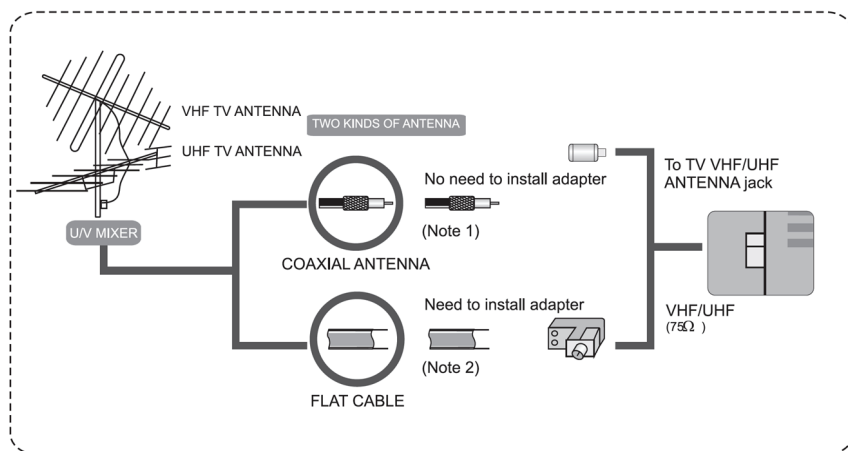 VHF TV ANTENNA
UHF TV ANTENNA
U/V MIXER
TWO KINDS OF ANTENNA
No need to install adapter
(Note 1)
COAXIAL ANTENNA
Need to install adapter
(Note 2)
FLAT CABLE
To TV VHF/UHF
ANTENNA jack
VHF/UHF
(75Ω )